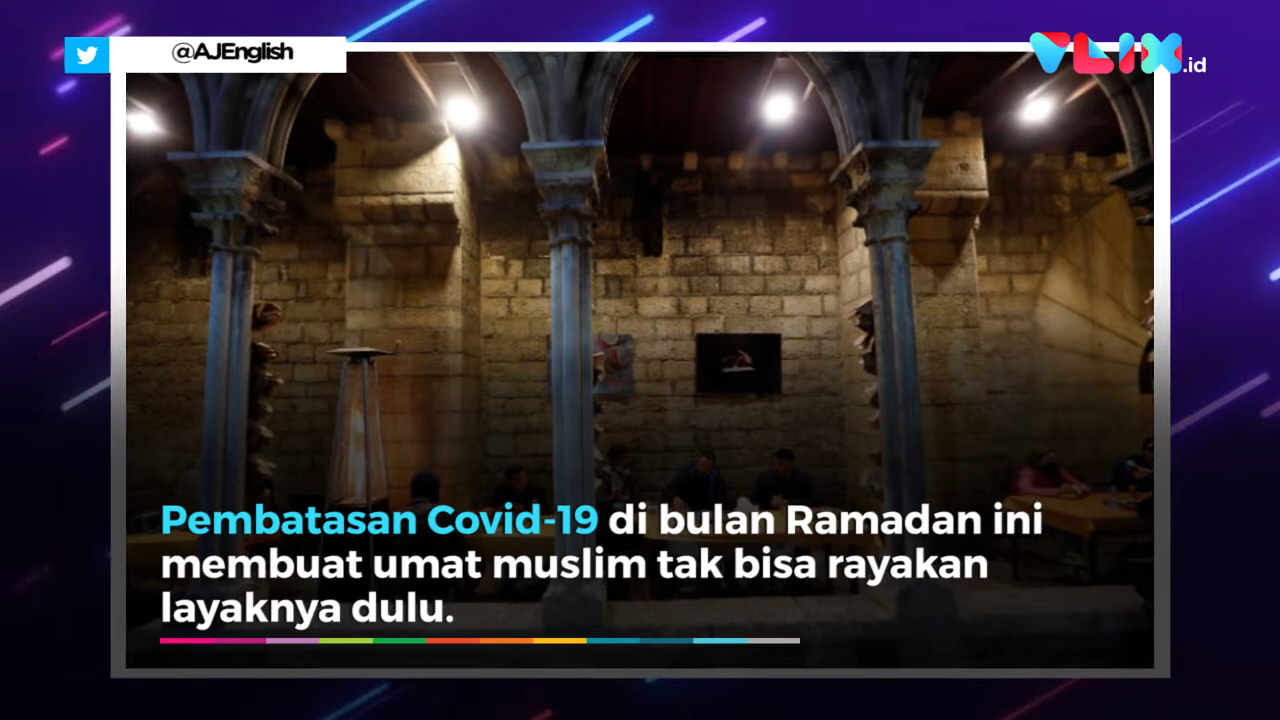 @AJEnglish
VLIX.id
Pembatasan Covid-19 di bulan Ramadan ini
membuat umat muslim tak bisa rayakan
layaknya dulu.